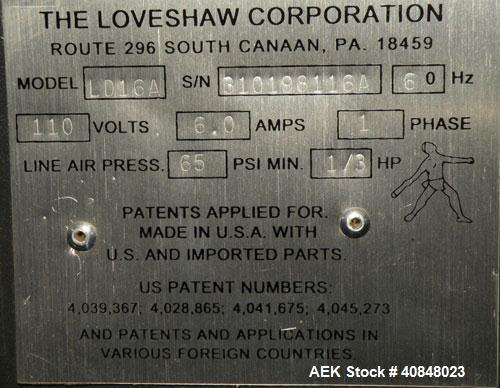 THE LOVESHAW CORPORATION
ROUTE 296 SOUTH CANAAN, PA. 18459
MODEL LD16A S/N B10198116A 60 Hz
110 VOLTS 6.0 AMPS 1 PHASE
LINE AIR PRESS. 65 PSI MIN. 1/3 HP
PATENTS APPLIED FOR.
MADE IN U.S.A. WITH
U.S. AND IMPORTED PARTS.
US PATENT NUMBERS:
4,039,367; 4,028,865; 4,041,675; 4,045,273
AND PATENTS AND APPLICATIONS IN
VARIOUS FOREIGN COUNTRIES.
AEK Stock # 40848023